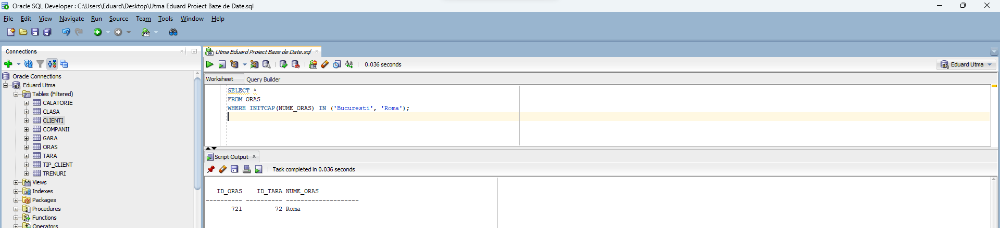 Oracle SQL Developer : C:\Users\Eduard\Desktop\Utma Eduard Proiect Baze de Date.sql
File Edit View Navigate Run Source Team Tools Window Help
Connections
Oracle Connections
Eduard Utma
Tables (Filtered)
CALATORIE
CLASA
CLIENTI
COMPANII
GARA
ORAS
TARA
TIP_CLIENT
TRENURI
Views
Indexes
Packages
Procedures
Functions
Operators
Utma Eduard Proiect Baze de Date.sql
0.036 seconds
Eduard Utma
Worksheet Query Builder
SELECT *
FROM ORAS
WHERE INITCAP(NUME_ORAS) IN ('Bucuresti', 'Roma');
Script Output x
Task completed in 0.036 seconds
ID_ORAS ID_TARA NUME_ORAS
---------- ---------- --------------------
721 72 Roma